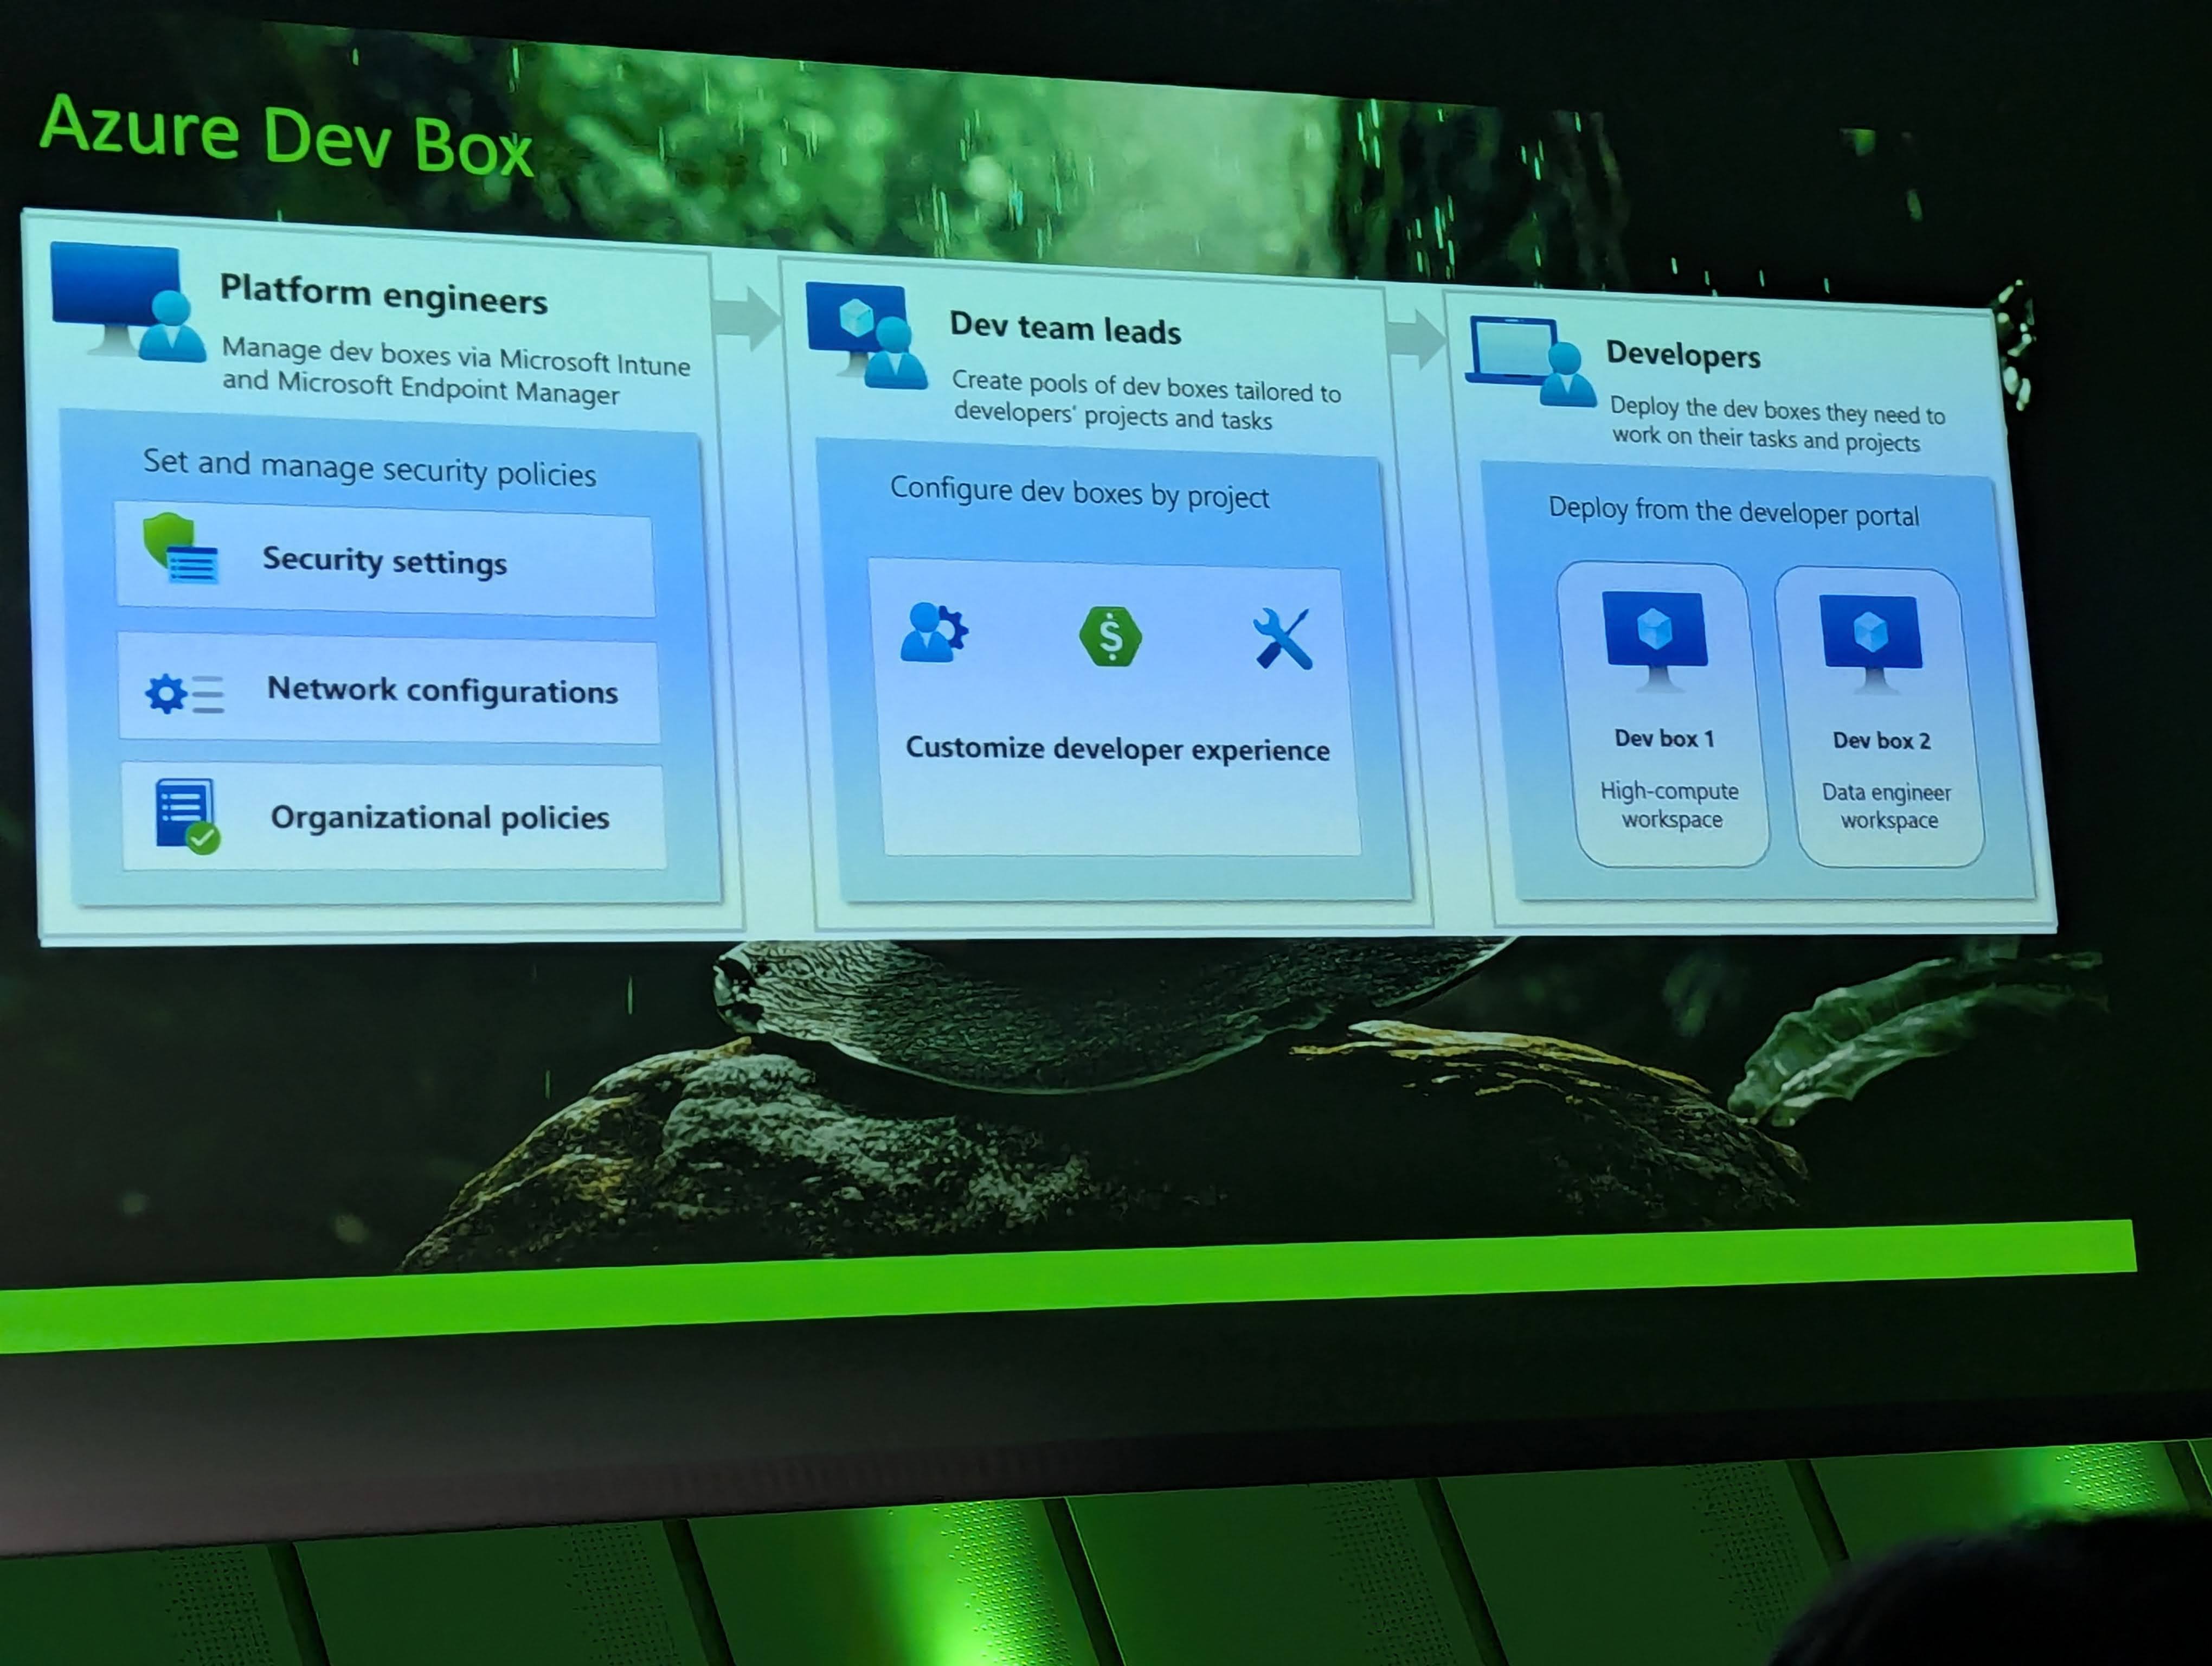 Azure Dev Box
Platform engineers
Manage dev boxes via Microsoft Intune
and Microsoft Endpoint Manager
Set and manage security policies
Security settings
Network configurations
Organizational policies
Dev team leads
Create pools of dev boxes tailored to
developers' projects and tasks
Configure dev boxes by project
$
Customize developer experience
Developers
Deploy the dev boxes they need to
work on their tasks and projects
Deploy from the developer portal
Dev box 1
High-compute
workspace
Dev box 2
Data engineer
workspace